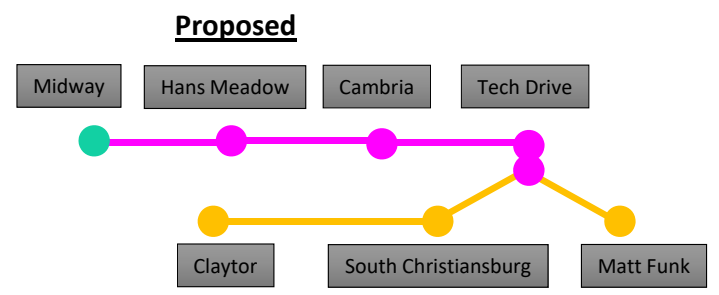 Proposed
Midway
Hans Meadow
Cambria
Tech Drive
Claytor
South Christiansburg
Matt Funk